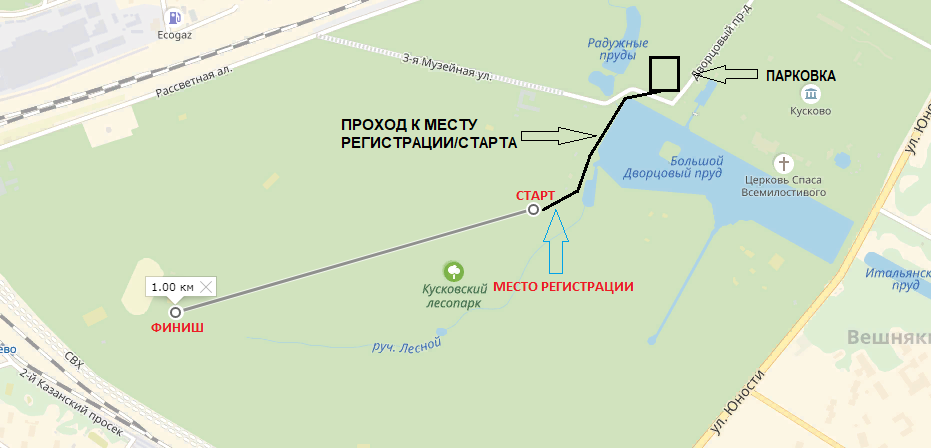 Ecogaz
Рассветная ал.
3-я Музейная ул.
Радужные
пруды
Дворцовый пр-д
ПАРКОВКА
Кусково
ул. Юности
ПРОХОД К МЕСТУ
РЕГИСТРАЦИИ/СТАРТА
Большой
Дворцовый пруд
Церковь Спаса
Всемилостивого
СТАРТ
МЕСТО РЕГИСТРАЦИИ
Кусковский
лесопарк
1.00 км
ФИНИШ
руч. Лесной
Итальянский
пруд
Вешняк
ево
СВХ
2-й Казанский просек
ул. Юности